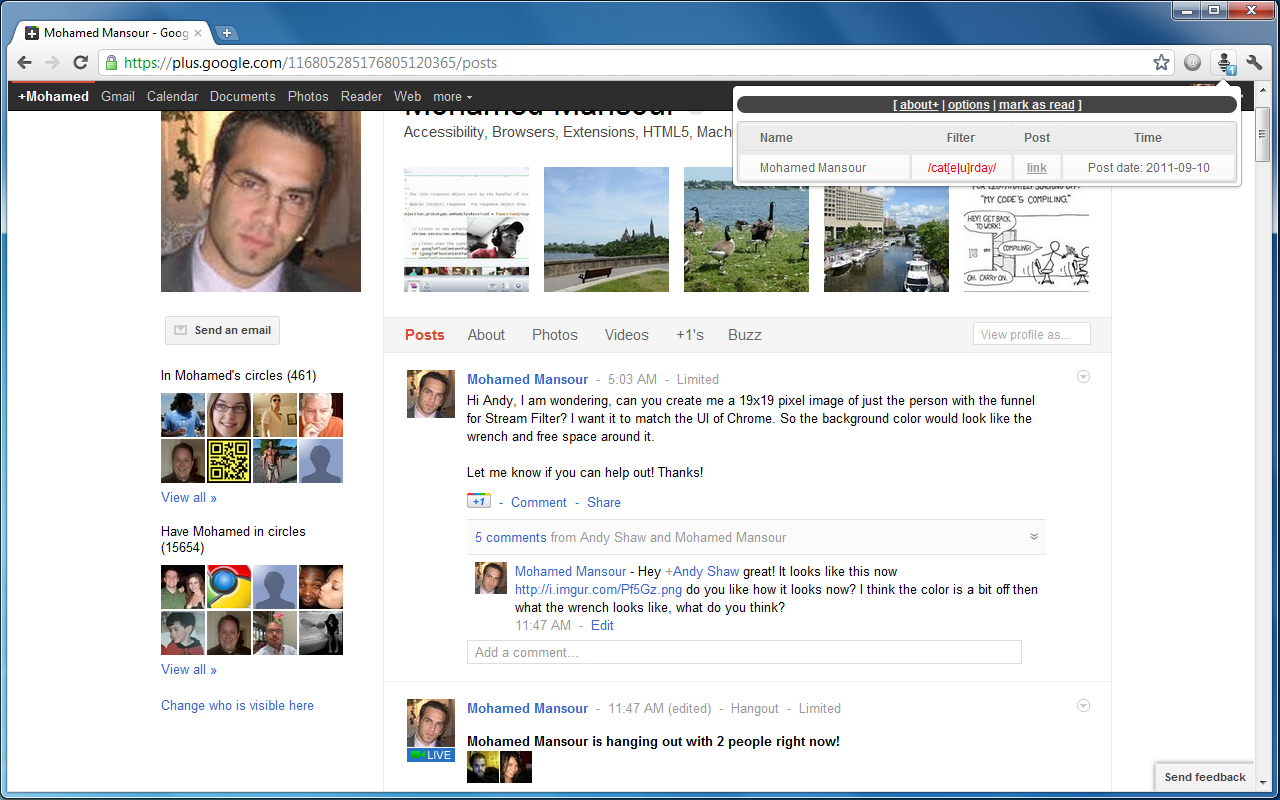 Mohamed Mansour - Goog
https://plus.google.com/116805285176805120365/posts
+Mohamed Gmail Calendar Documents Photos Reader Web more
[ about+ | options | mark as read ]
Name Filter Post Time
Mohamed Mansour /cat[e|u]rday/ link Post date: 2011-09-10
Mohamed Mansour
Accessibility, Browsers, Extensions, HTML5, Mach
"MY CODE'S COMPILING."
HEY! GET BACK
TO WORK!
COMPILING!
OH. CARRY ON.
Send an email
Posts About Photos Videos +1's Buzz
View profile as...
In Mohamed's circles (461)
View all »
Have Mohamed in circles
(15654)
View all »
Change who is visible here
Mohamed Mansour - 5:03 AM - Limited
Hi Andy, I am wondering, can you create me a 19x19 pixel image of just the person with the funnel
for Stream Filter? I want it to match the UI of Chrome. So the background color would look like the
wrench and free space around it.
Let me know if you can help out! Thanks!
+1 - Comment - Share
5 comments from Andy Shaw and Mohamed Mansour
Mohamed Mansour - Hey +Andy Shaw great! It looks like this now
http://i.imgur.com/Pf5Gz.png do you like how it looks now? I think the color is a bit off then
what the wrench looks like, what do you think?
11:47 AM - Edit
Add a comment...
Mohamed Mansour - 11:47 AM (edited) - Hangout - Limited
LIVE
Mohamed Mansour is hanging out with 2 people right now!
Send feedback